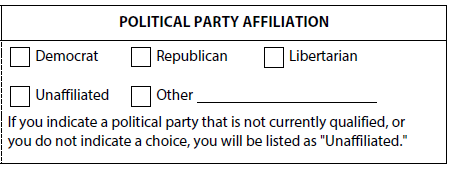 POLITICAL PARTY AFFILIATION
Democrat Republican Libertarian
Unaffiliated Other
If you indicate a political party that is not currently qualified, or
you do not indicate a choice, you will be listed as "Unaffiliated."